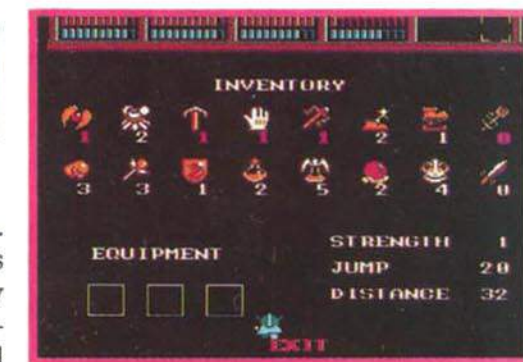 INVENTORY
1 2 1 1 1 2 1 0
3 3 1 2 5 2 4 0
EQUIPMENT
STRENGTH 1
JUMP 20
DISTANCE 32
EXIT